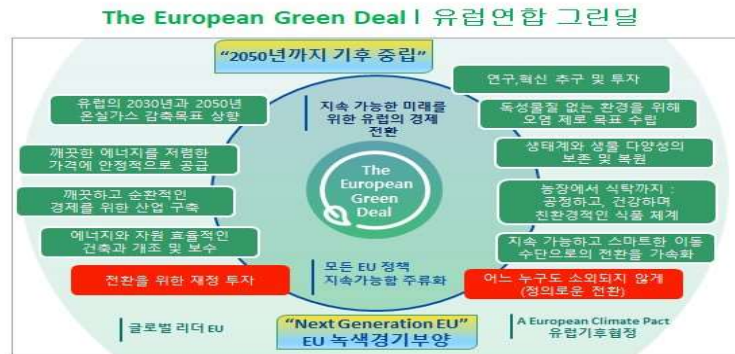 The European Green Deal | 유럽연합 그린딜
“2050년까지 기후 중립”
유럽의 2030년과 2050년
온실가스 감축목표 상향
깨끗한 에너지를 저렴한
가격에 안정적으로 공급
깨끗하고 순환적인
경제를 위한 산업 구축
에너지와 자원 효율적인
건축과 개조 및 보수
전환을 위한 재정 투자
지속 가능한 미래를
위한 유럽의 경제
전환
The
European
Green
Deal
모든 EU 정책
지속가능함 주류화
연구,혁신 추구 및 투자
독성물질 없는 환경을 위해
오염 제로 목표 수립
생태계와 생물 다양성의
보존 및 복원
농장에서 식탁까지 :
공정하고, 건강하며
친환경적인 식품 체계
지속 가능하고 스마트한 이동
수단으로의 전환을 가속화
어느 누구도 소외되지 않게
(정의로운 전환)
글로벌 리더 EU
“Next Generation EU”
EU 녹색경기부양
A European Climate Pact
유럽기후협정